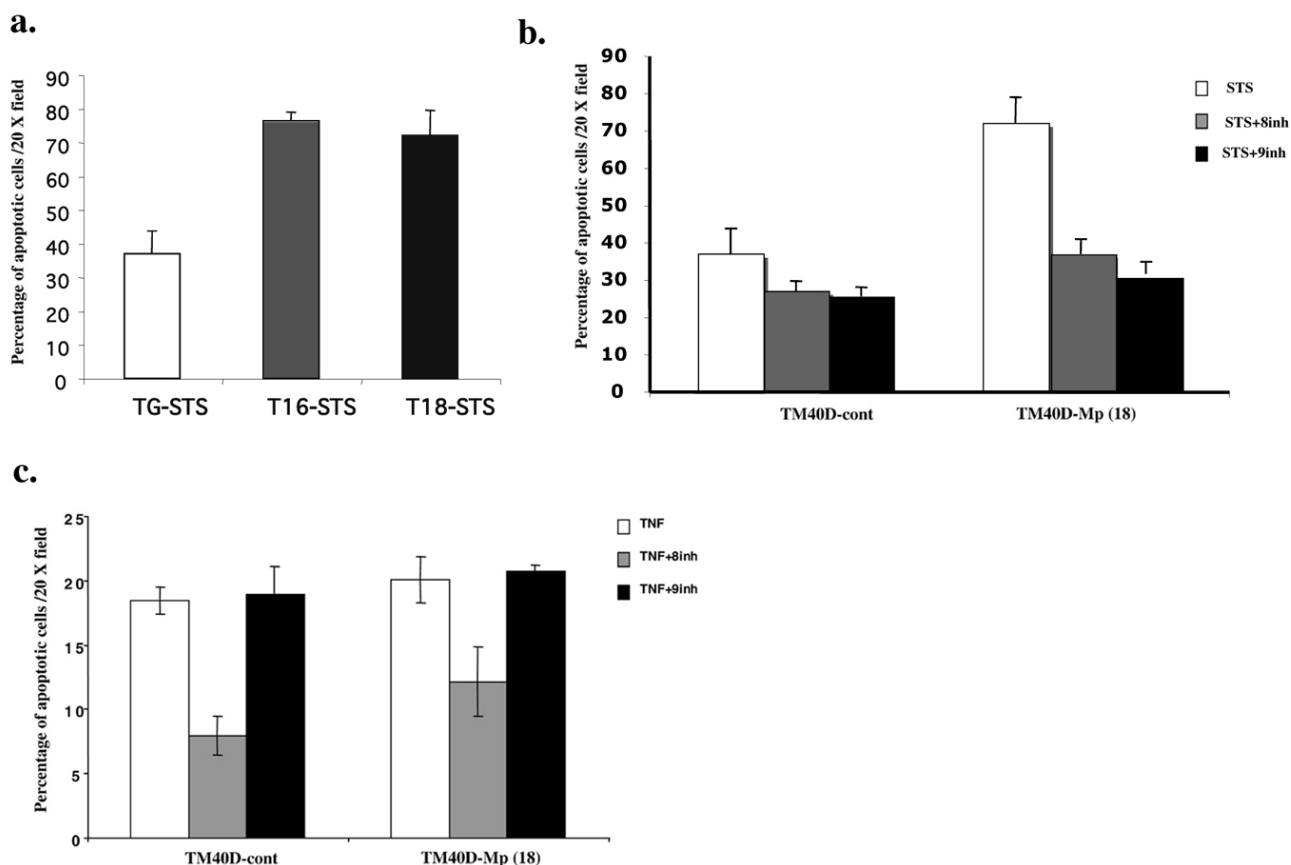 a.
Percentage of apoptotic cells /20 X field
90
80
70
60
50
40
30
20
10
0
TG-STS T16-STS T18-STS
b.
Percentage of apoptotic cells /20 X field
90
80
70
60
50
40
30
20
10
0
TM40D-cont TM40D-Mp (18)
STS
STS+8inh
STS+9inh
c.
Percentage of apoptotic cells /20 X field
25
20
15
10
5
0
TM40D-cont TM40D-Mp (18)
TNF
TNF+8inh
TNF+9inh